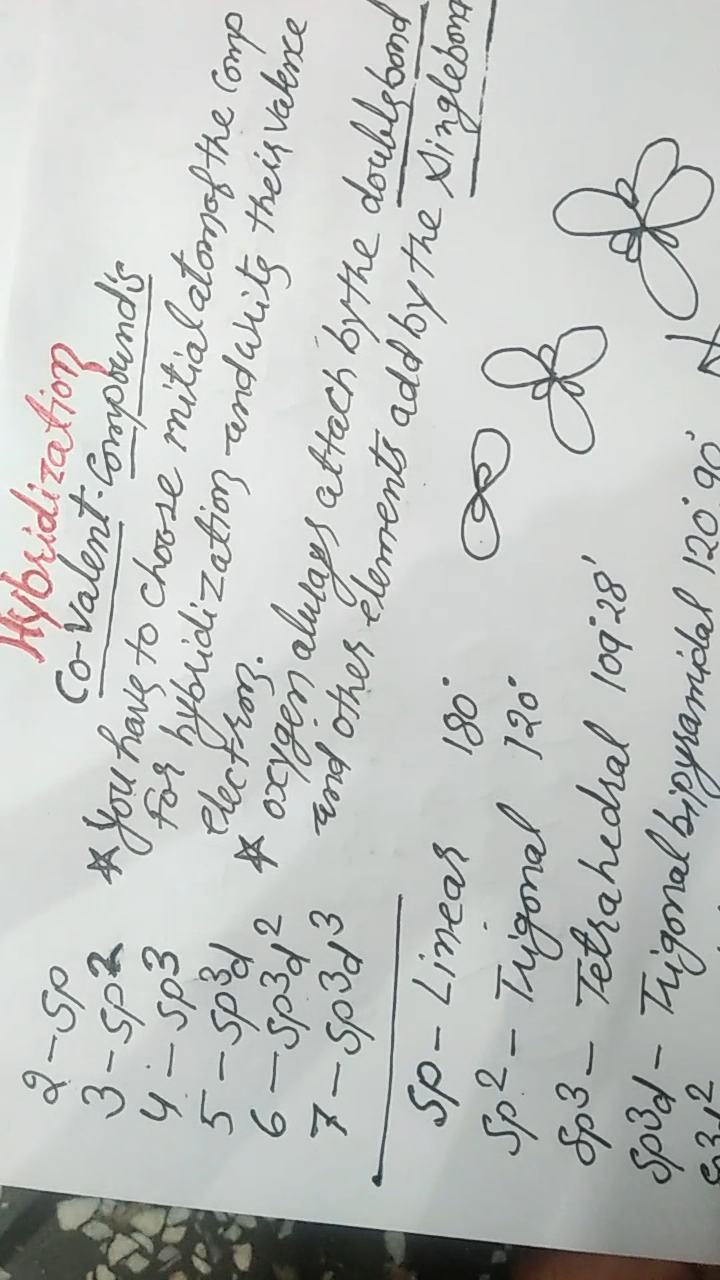 Hybridization
Co-valent Compounds
2 - sp
3 - sp2
4 - sp3
5 - sp3d
6 - sp3d2
7 - sp3d3
* You have to choose initial atom of the comp
for hybridization and write their valence
electron.
* oxygen always attach by the double bond
and other elements add by the single bond
sp - Linear 180°
sp2 - Trigonal 120°
sp3 - Tetrahedral 109°28'
sp3d - Trigonal bipyramidal 120° 90°
sp3d2